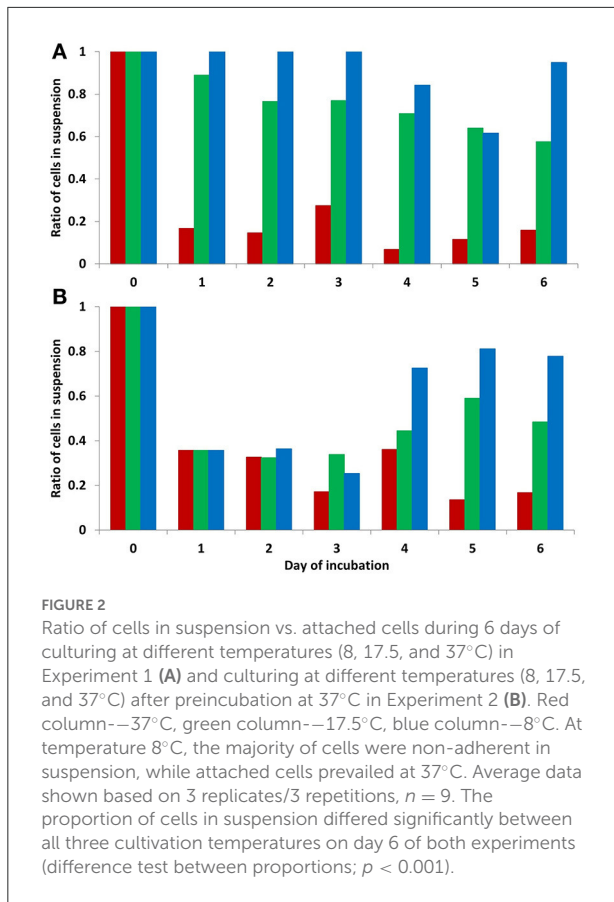 A
Ratio of cells in suspension
1
0.8
0.6
0.4
0.2
0
0 1 2 3 4 5 6
B
Ratio of cells in suspension
1
0.8
0.6
0.4
0.2
0
0 1 2 3 4 5 6
Day of incubation
FIGURE 2
Ratio of cells in suspension vs. attached cells during 6 days of
culturing at different temperatures (8, 17.5, and 37°C) in
Experiment 1 (A) and culturing at different temperatures (8, 17.5,
and 37°C) after preincubation at 37°C in Experiment 2 (B). Red
column-–37°C, green column-–17.5°C, blue column-–8°C. At
temperature 8°C, the majority of cells were non-adherent in
suspension, while attached cells prevailed at 37°C. Average data
shown based on 3 replicates/3 repetitions, n = 9. The
proportion of cells in suspension differed significantly between
all three cultivation temperatures on day 6 of both experiments
(difference test between proportions; p < 0.001).